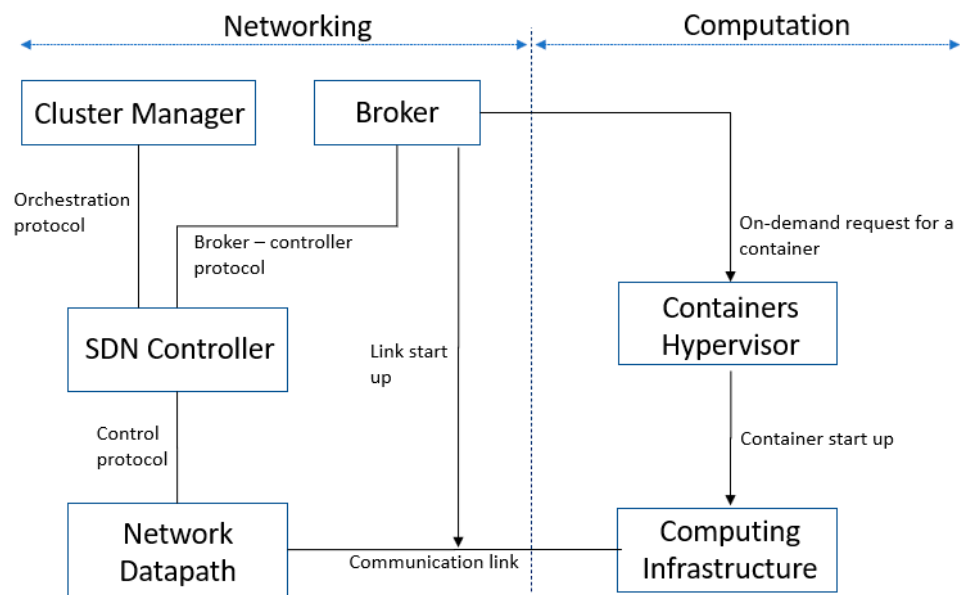 Networking
Computation
Cluster Manager
Broker
Orchestration
protocol
Broker – controller
protocol
On-demand request for a
container
SDN Controller
Link start
up
Containers
Hypervisor
Control
protocol
Container start up
Network
Datapath
Communication link
Computing
Infrastructure